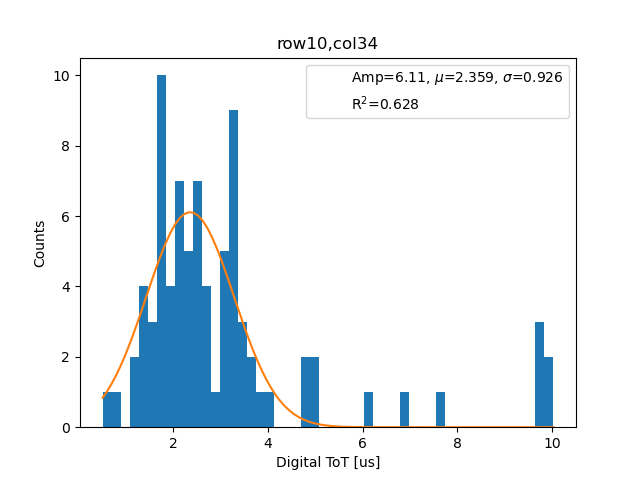 row10,col34
Amp=6.11, μ=2.359, σ=0.926
R²=0.628
10
8
6
4
2
0
Counts
2 4 6 8 10
Digital ToT [us]